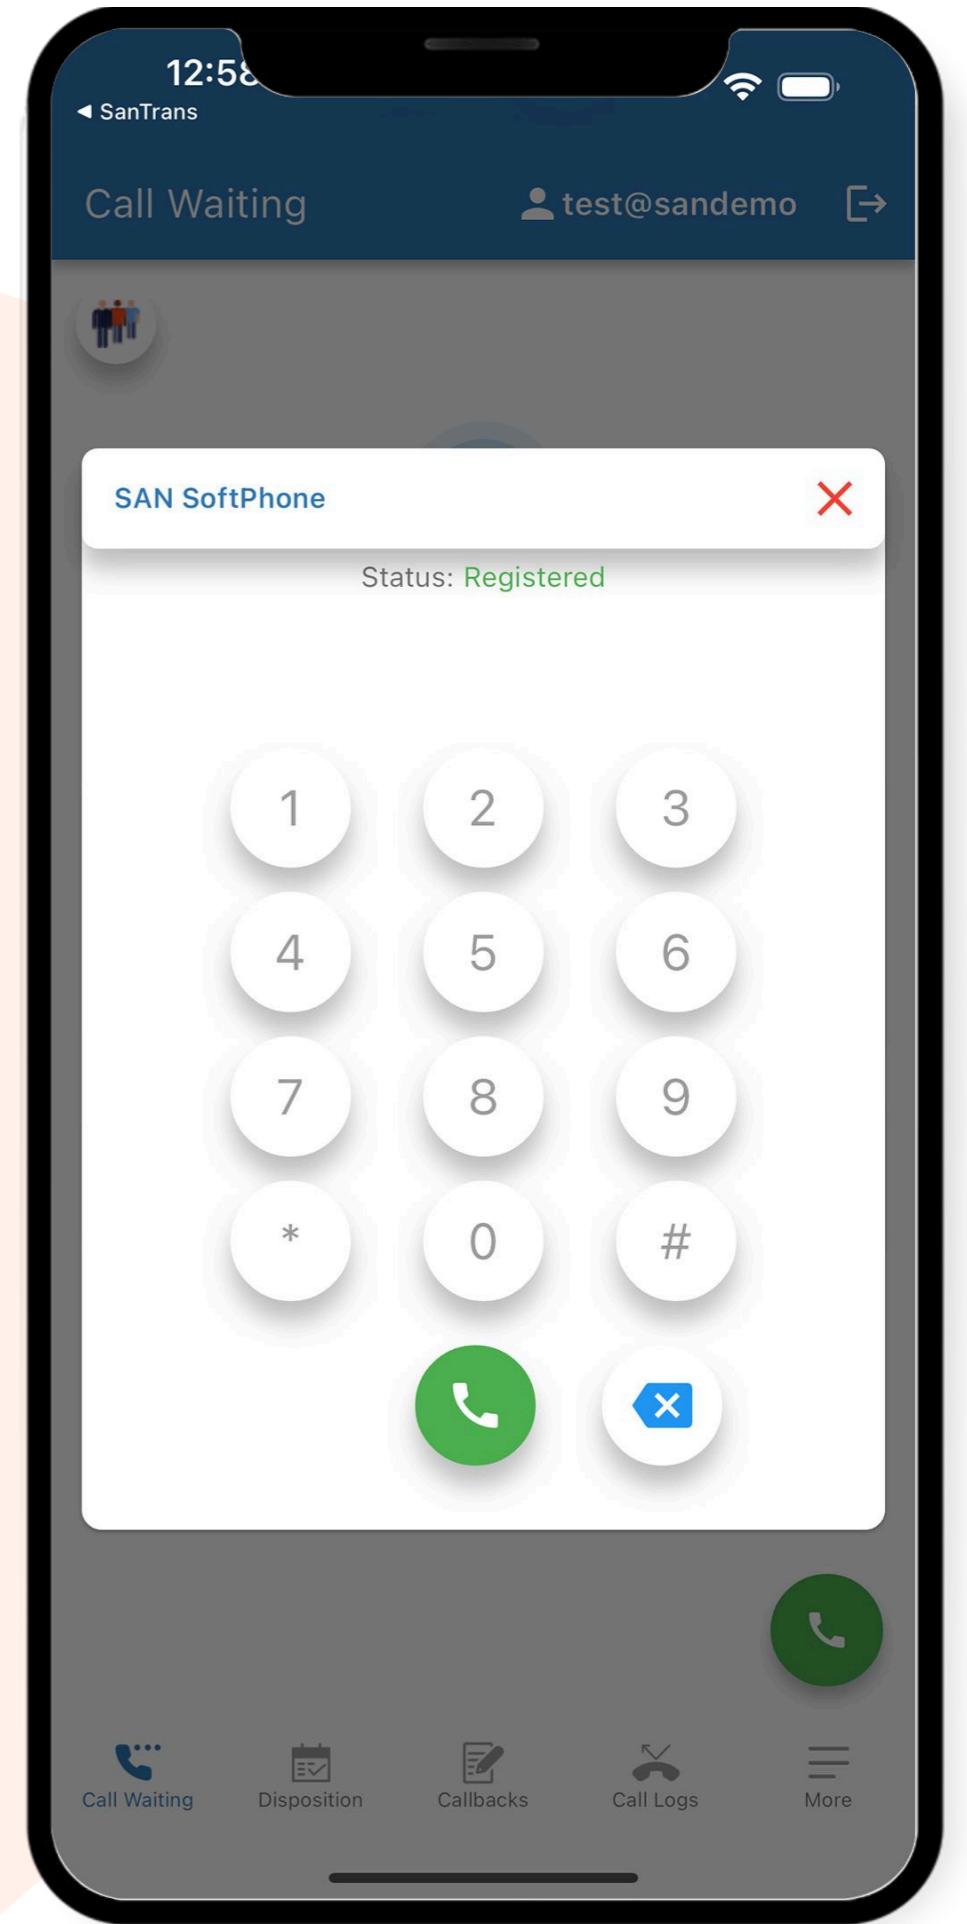 12:58
◀ SanTrans
Call Waiting test@sandemo
SAN SoftPhone
Status: Registered
1 2 3
4 5 6
7 8 9
* 0 #
Call Waiting Disposition Callbacks Call Logs More